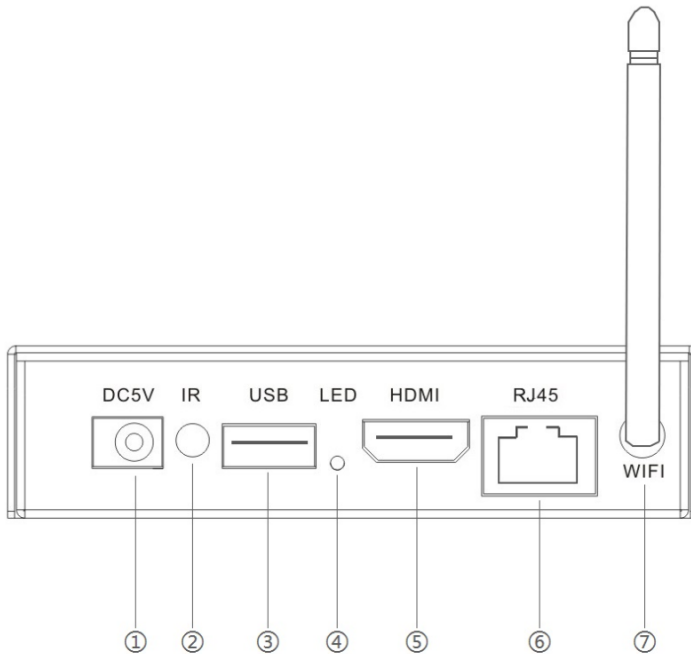 DC5V IR USB LED HDMI RJ45
WIFI
① ② ③ ④ ⑤ ⑥ ⑦